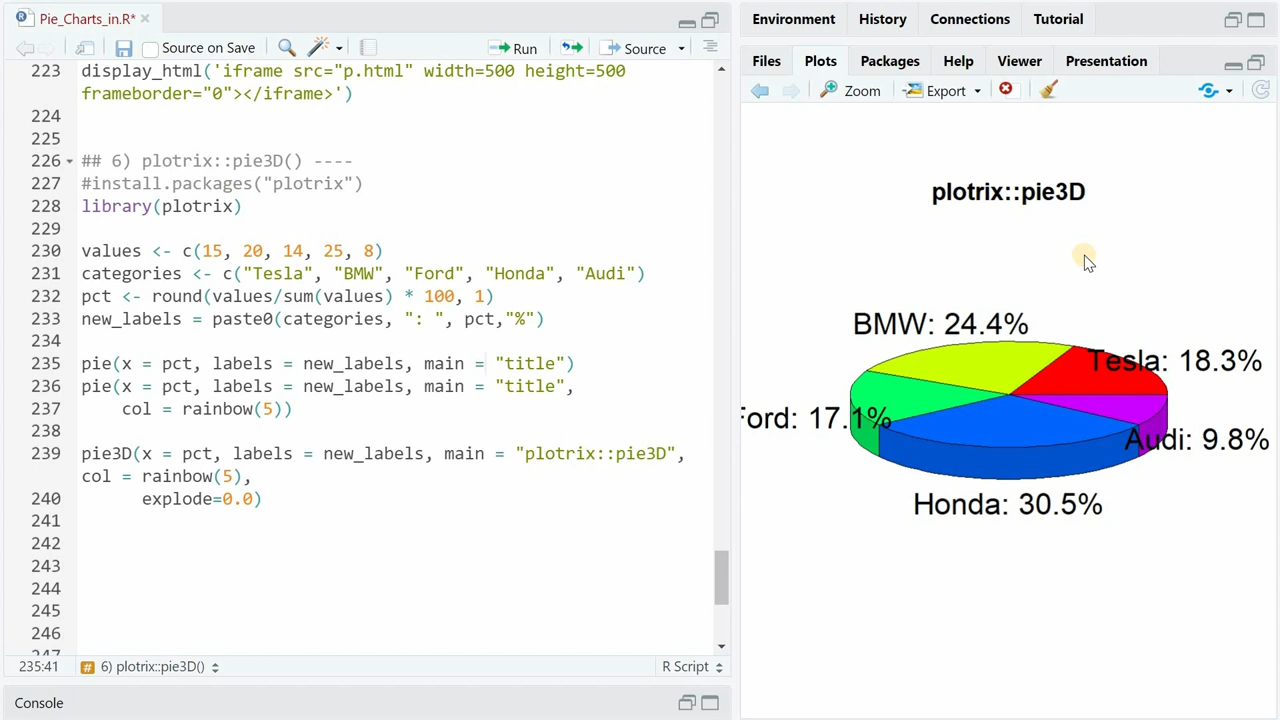 Pie_Charts_in.R*
Source on Save
Run
Source
223 display_html('iframe src="p.html" width=500 height=500
frameborder="0"></iframe>')
224
225
226 ## 6) plotrix::pie3D() ----
227 #install.packages("plotrix")
228 library(plotrix)
229
230 values <- c(15, 20, 14, 25, 8)
231 categories <- c("Tesla", "BMW", "Ford", "Honda", "Audi")
232 pct <- round(values/sum(values) * 100, 1)
233 new_labels = paste0(categories, ": ", pct,"%")
234
235 pie(x = pct, labels = new_labels, main = "title")
236 pie(x = pct, labels = new_labels, main = "title",
237     col = rainbow(5))
238
239 pie3D(x = pct, labels = new_labels, main = "plotrix::pie3D",
col = rainbow(5),
240       explode=0.0)
241
242
243
244
245
246
247
235:41 # 6) plotrix::pie3D() R Script
Console
Environment History Connections Tutorial
Files Plots Packages Help Viewer Presentation
Zoom Export
plotrix::pie3D
BMW: 24.4%
Tesla: 18.3%
Ford: 17.1%
Audi: 9.8%
Honda: 30.5%